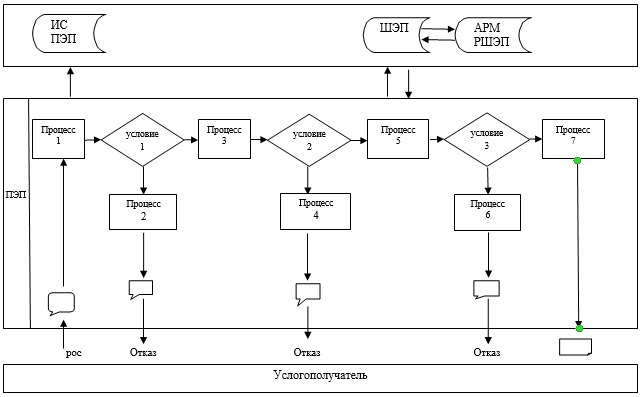 ИС
ПЭП
ШЭП
АРМ
РШЭП
ПЭП
Процесс
1
условие
1
Процесс
3
условие
2
Процесс
5
условие
3
Процесс
7
Процесс
2
Процесс
4
Процесс
6
рос
Отказ
Отказ
Отказ
Услогополучатель